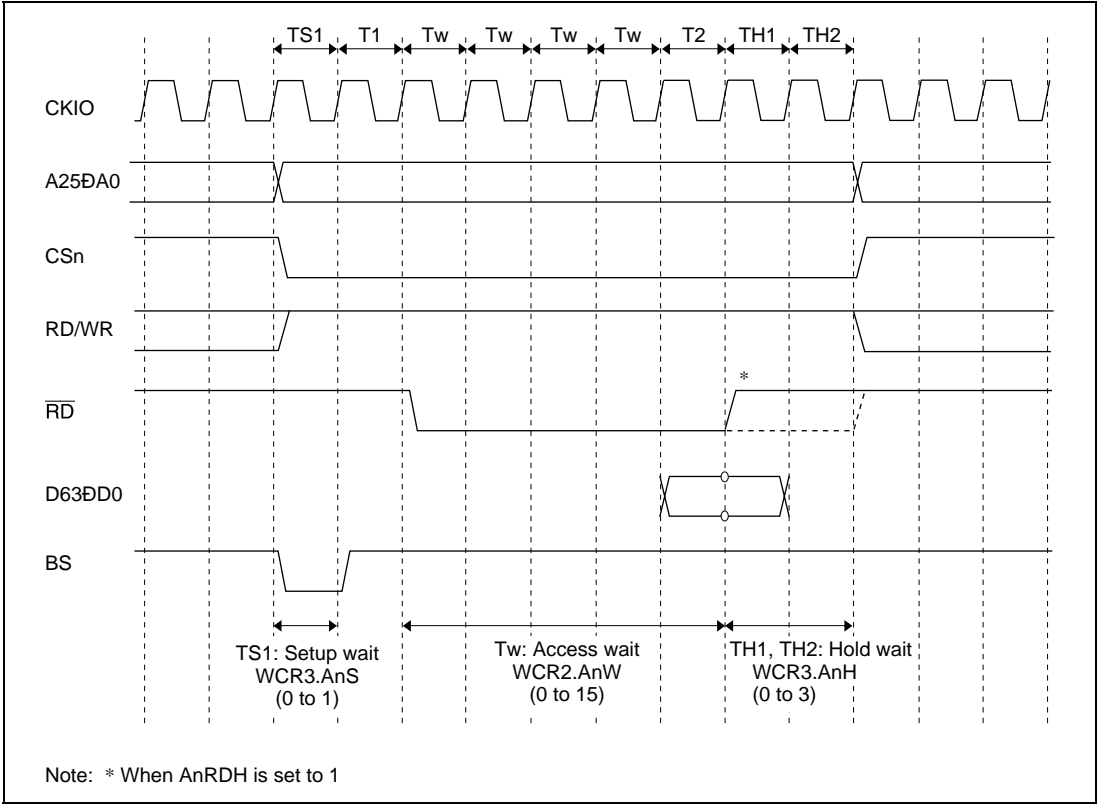 TS1 T1 Tw Tw Tw Tw T2 TH1 TH2
CKIO
A25ÐA0
CSn
RD/WR
*
R̅D̅
D63ÐD0
BS
TS1: Setup wait
WCR3.AnS
(0 to 1)
Tw: Access wait
WCR2.AnW
(0 to 15)
TH1, TH2: Hold wait
WCR3.AnH
(0 to 3)
Note: * When AnRDH is set to 1